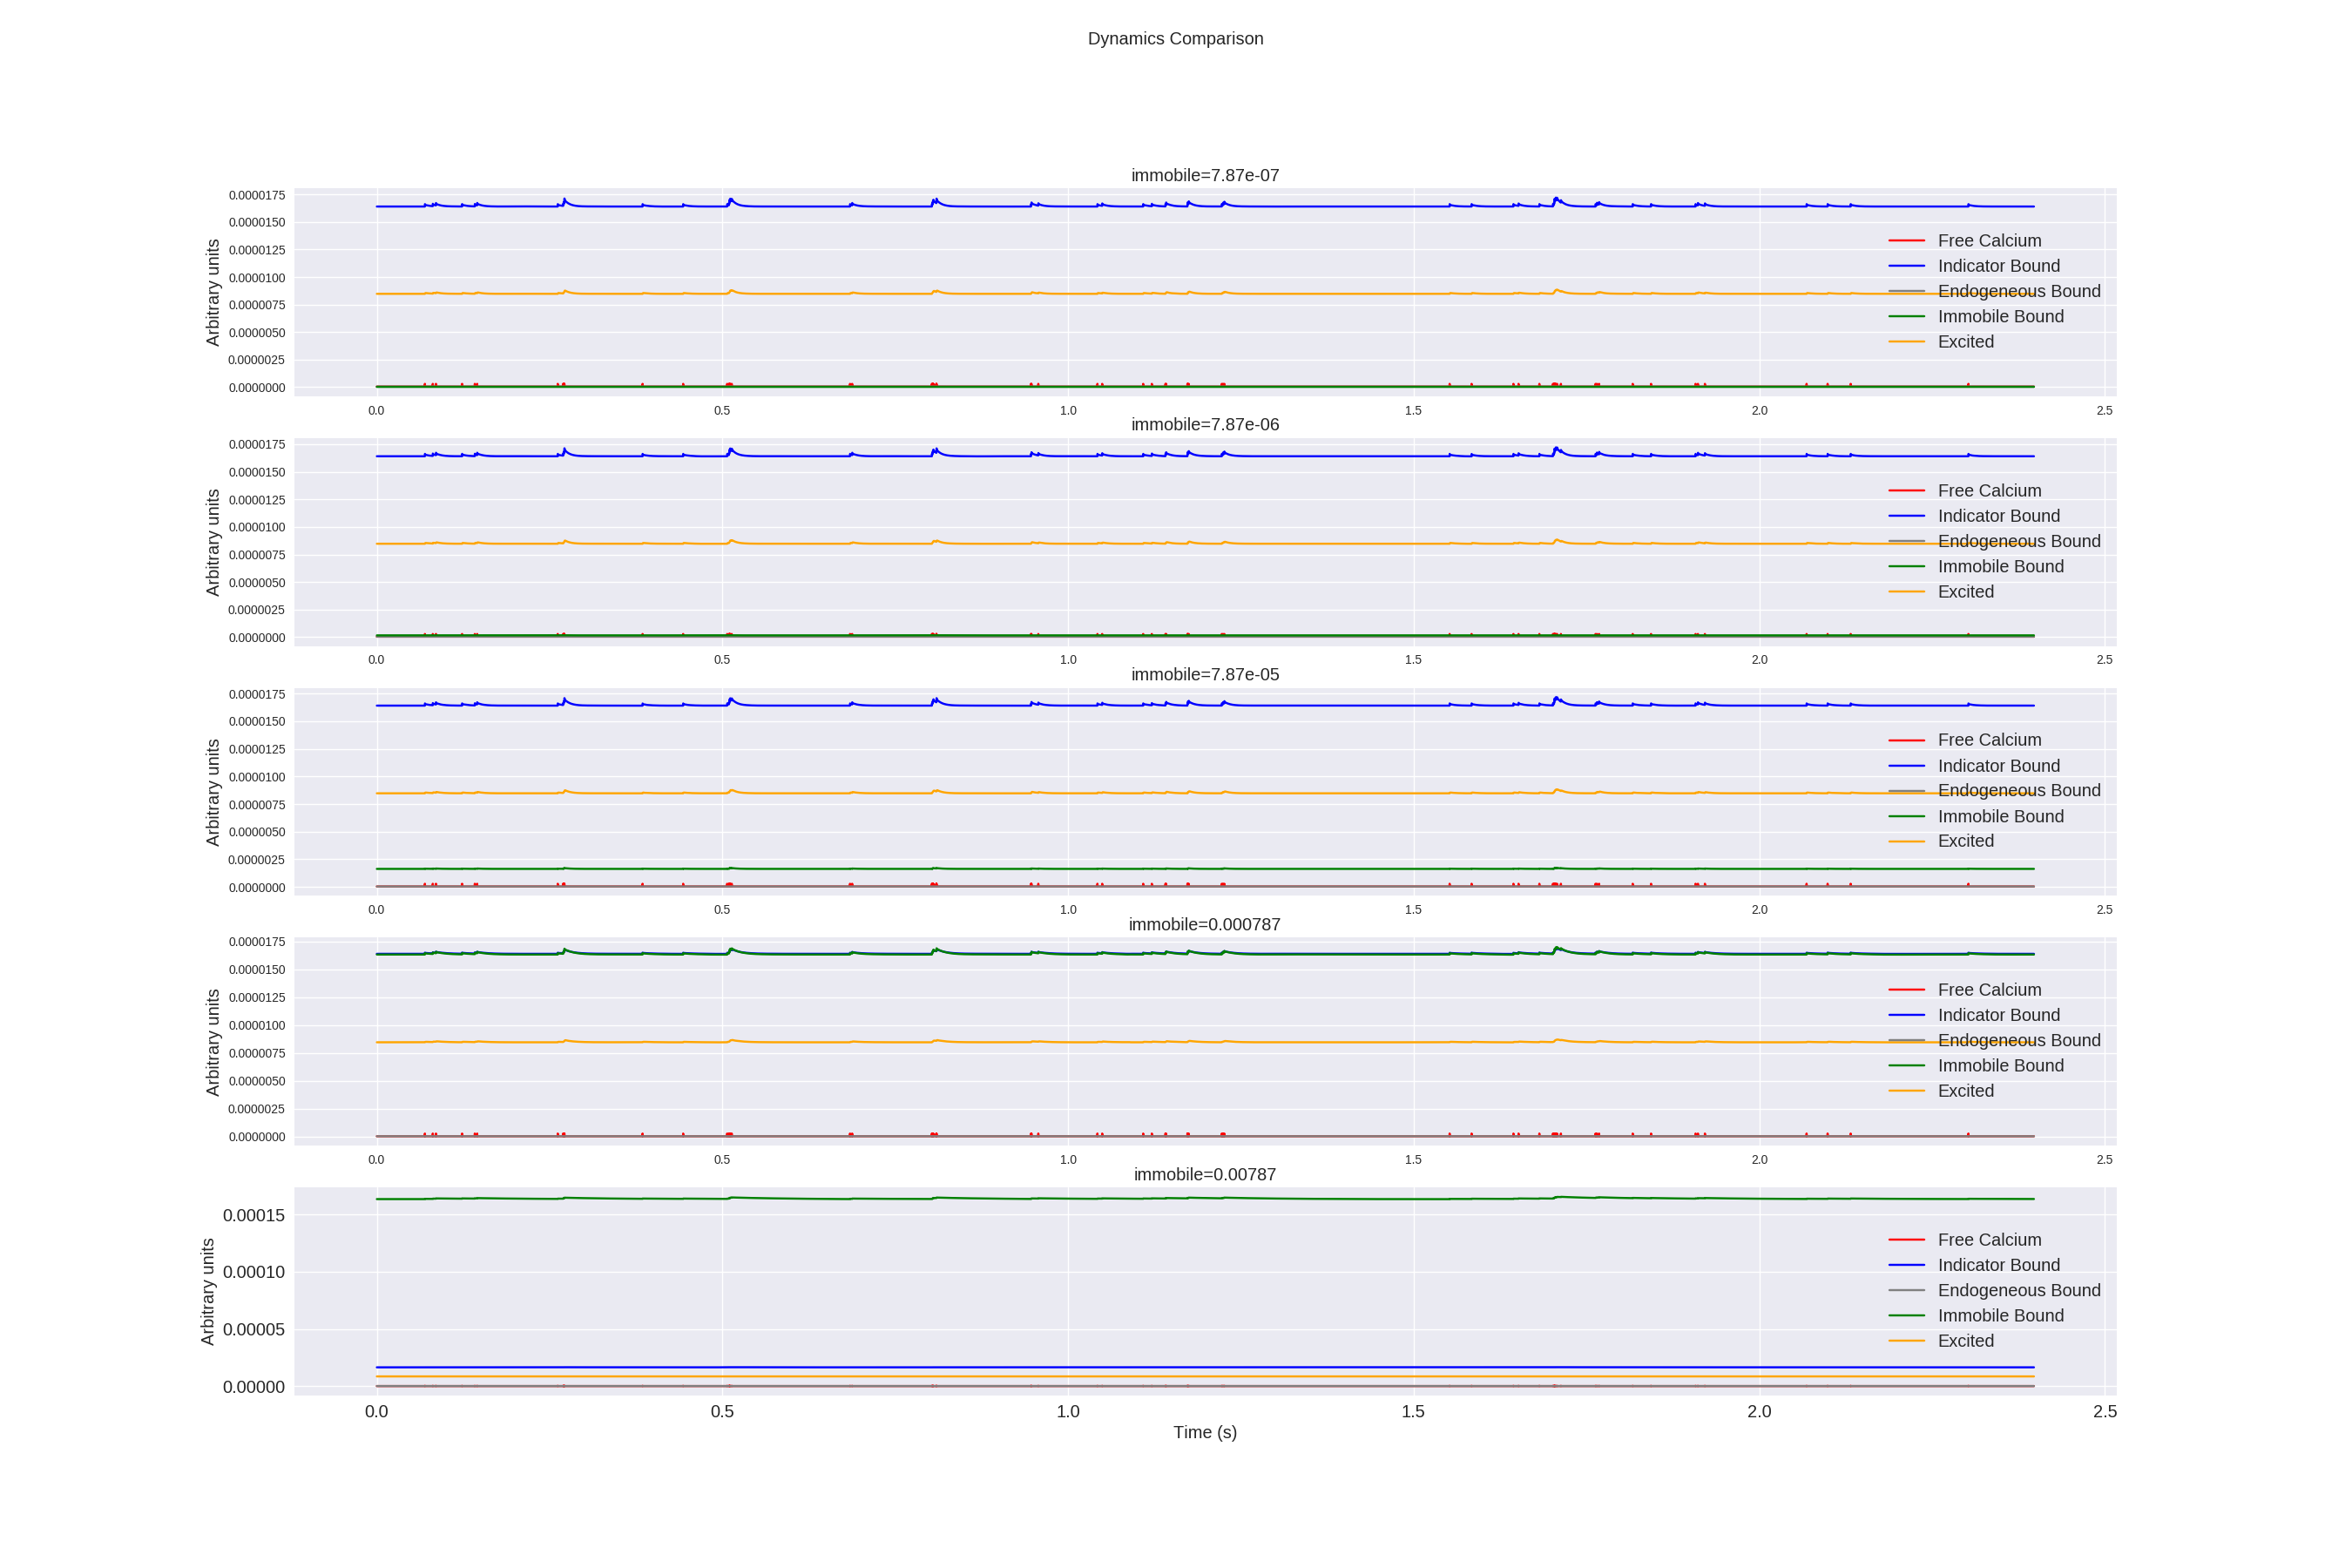 Dynamics Comparison
immobile=7.87e-07
Arbitrary units
0.0000175
0.0000150
0.0000125
0.0000100
0.0000075
0.0000050
0.0000025
0.0000000
Free Calcium
Indicator Bound
Endogeneous Bound
Immobile Bound
Excited
0.0 0.5 1.0 1.5 2.0 2.5
immobile=7.87e-06
Arbitrary units
0.0000175
0.0000150
0.0000125
0.0000100
0.0000075
0.0000050
0.0000025
0.0000000
Free Calcium
Indicator Bound
Endogeneous Bound
Immobile Bound
Excited
0.0 0.5 1.0 1.5 2.0 2.5
immobile=7.87e-05
Arbitrary units
0.0000175
0.0000150
0.0000125
0.0000100
0.0000075
0.0000050
0.0000025
0.0000000
Free Calcium
Indicator Bound
Endogeneous Bound
Immobile Bound
Excited
0.0 0.5 1.0 1.5 2.0 2.5
immobile=0.000787
Arbitrary units
0.0000175
0.0000150
0.0000125
0.0000100
0.0000075
0.0000050
0.0000025
0.0000000
Free Calcium
Indicator Bound
Endogeneous Bound
Immobile Bound
Excited
0.0 0.5 1.0 1.5 2.0 2.5
immobile=0.00787
Arbitrary units
0.00015
0.00010
0.00005
0.00000
Free Calcium
Indicator Bound
Endogeneous Bound
Immobile Bound
Excited
0.0 0.5 1.0 1.5 2.0 2.5
Time (s)